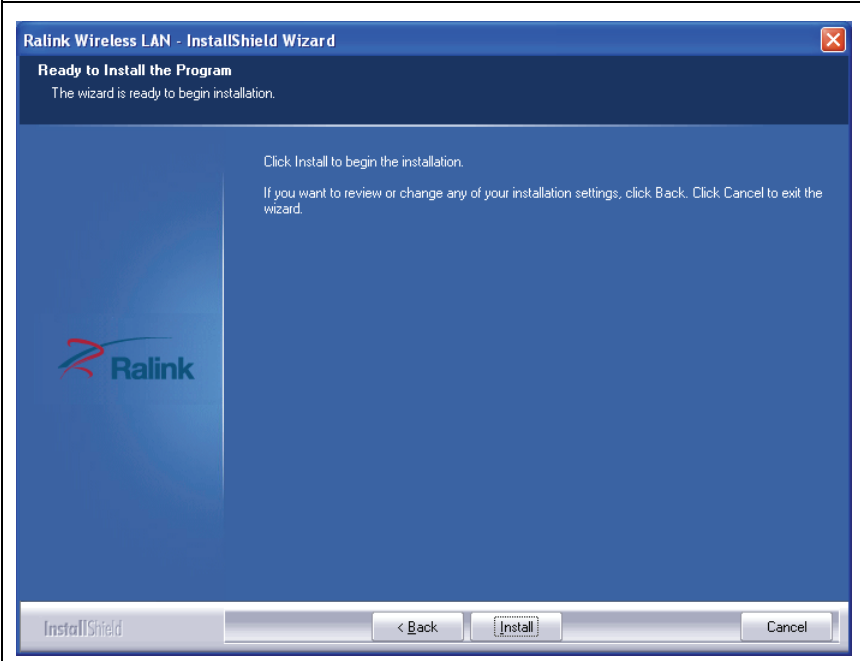 Ralink Wireless LAN - InstallShield Wizard
Ready to Install the Program
The wizard is ready to begin installation.
Click Install to begin the installation.
If you want to review or change any of your installation settings, click Back. Click Cancel to exit the
wizard.
Ralink
InstallShield
< Back
Install
Cancel